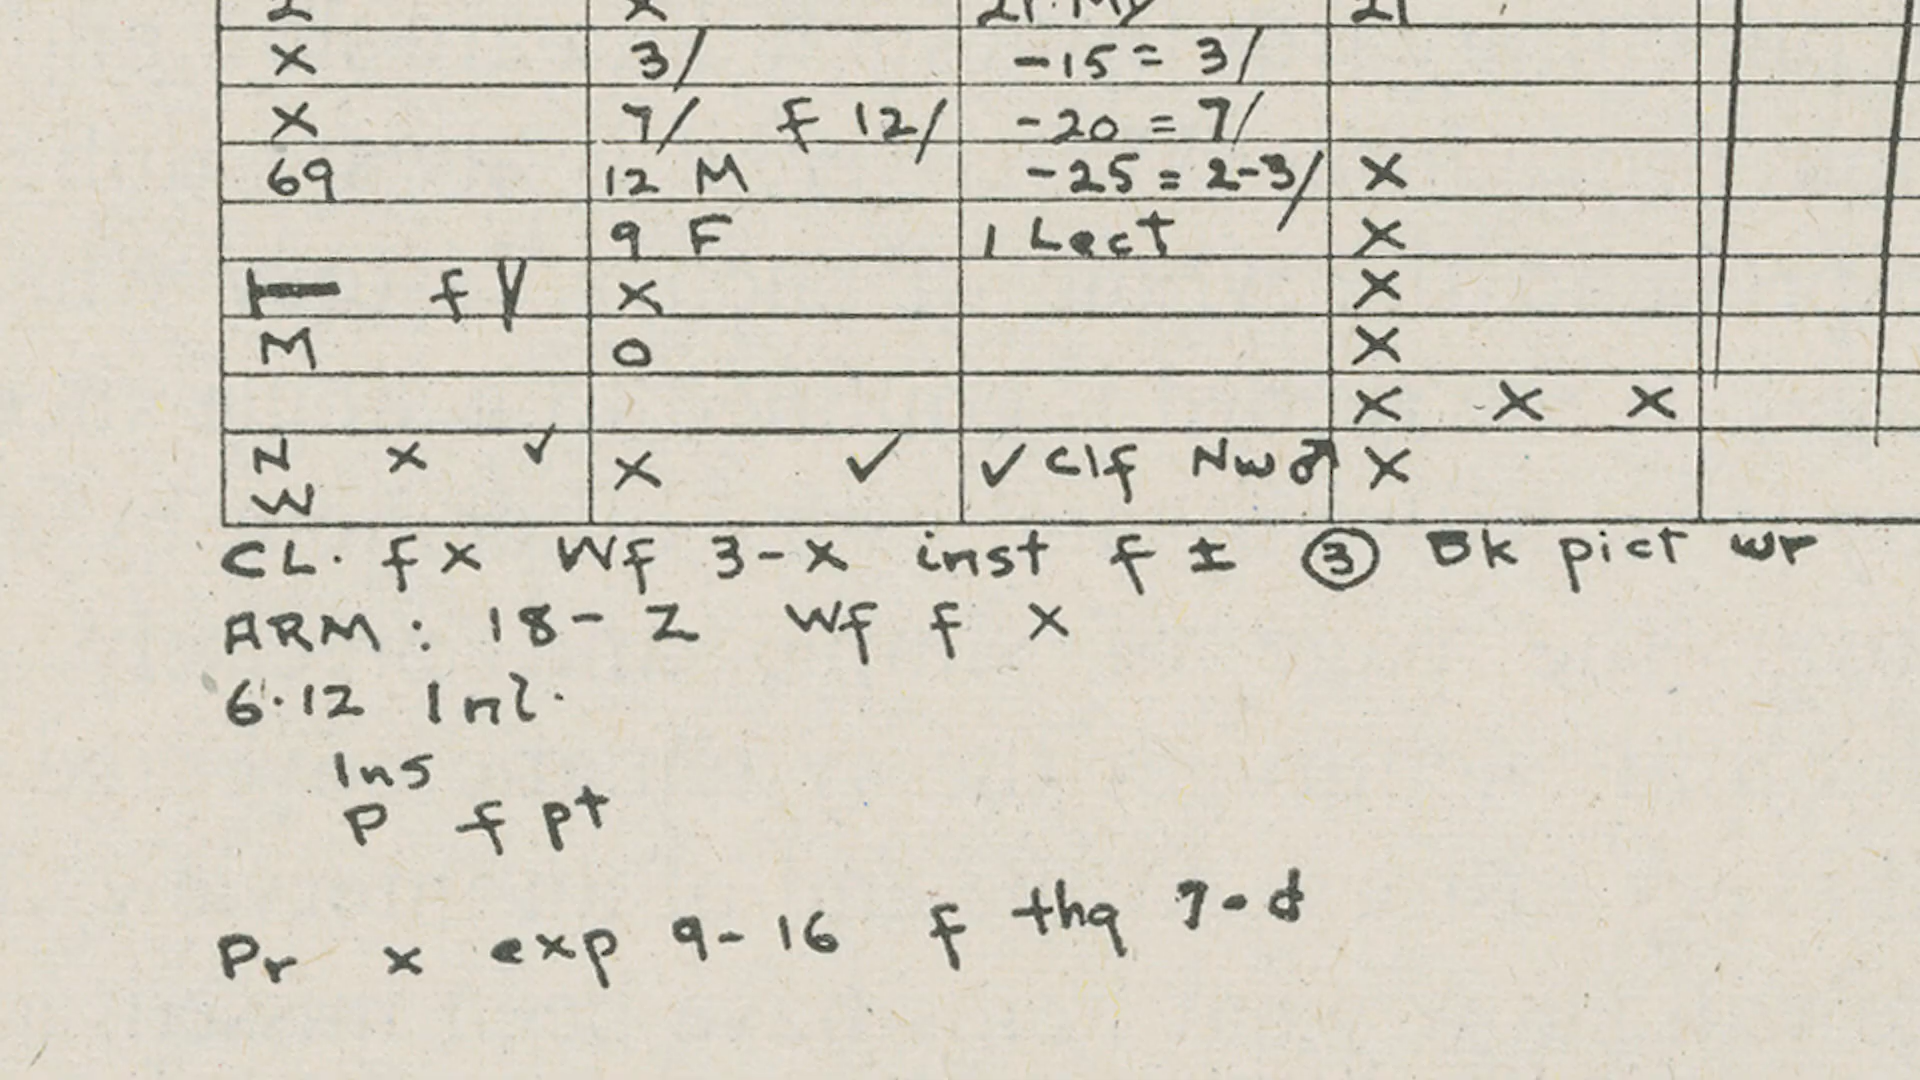 X 3/ -15 = 3/
X 7/ f 12/ -20 = 7/
69 12 M -25 = 2-3/ X
9 F 1 Lect X
f X X
M O X
X X X
N X ✓ X ✓ ✓ Clf Nw♂ X
W
CL. f X Wf 3-X inst f ± ③ Bk pict wr
ARM: 18- Z Wf f X
6.12 Inl.
Ins
P f pt
Pr x exp 9-16 f thq